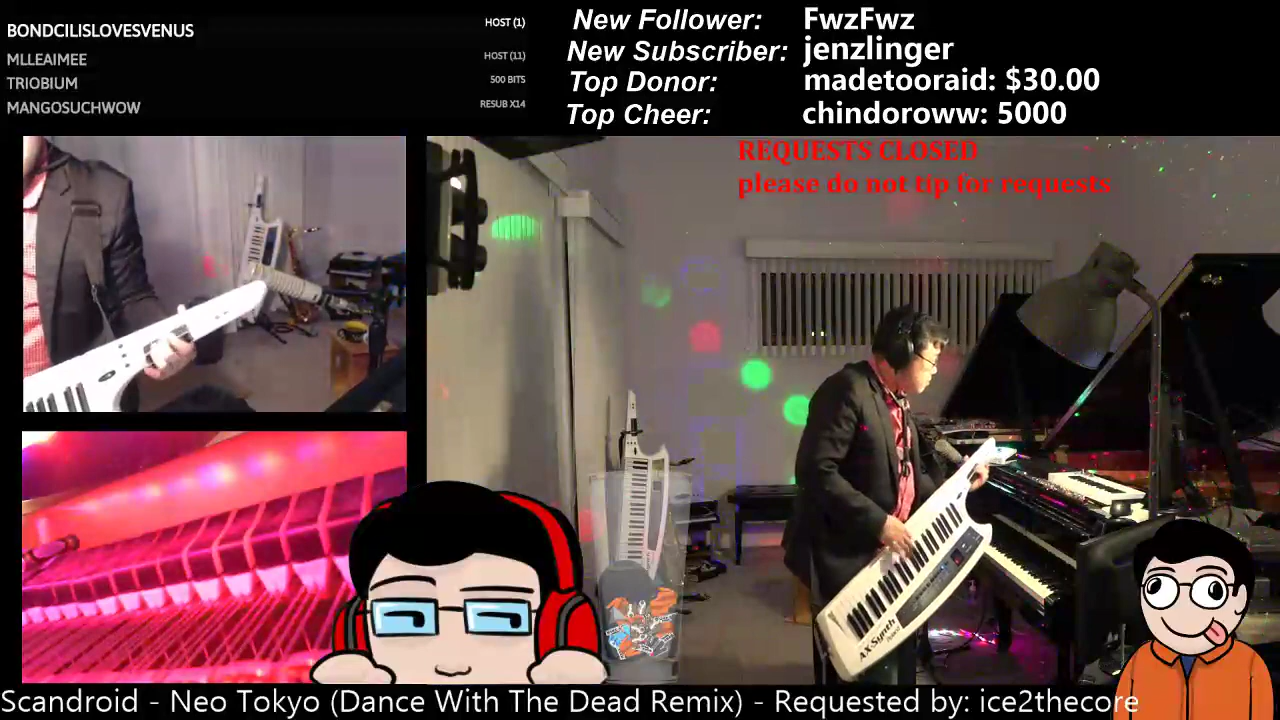 BONDCILISLOVESVENUS HOST (1)
MLLEAIMEE HOST (11)
TRIOBIUM 500 BITS
MANGOSUCHWOW RESUB X14
New Follower: FwzFwz
New Subscriber: jenzlinger
Top Donor: madetooraid: $30.00
Top Cheer: chindoroww: 5000
REQUESTS CLOSED
please do not tip for requests
AX-Synth
Scandroid - Neo Tokyo (Dance With The Dead Remix) - Requested by: ice2thecore